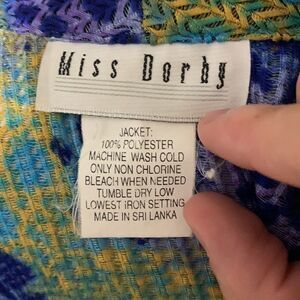 Miss Dorby
JACKET:
100% POLYESTER
MACHINE WASH COLD
ONLY NON CHLORINE
BLEACH WHEN NEEDED
TUMBLE DRY LOW
LOWEST IRON SETTING
MADE IN SRI LANKA